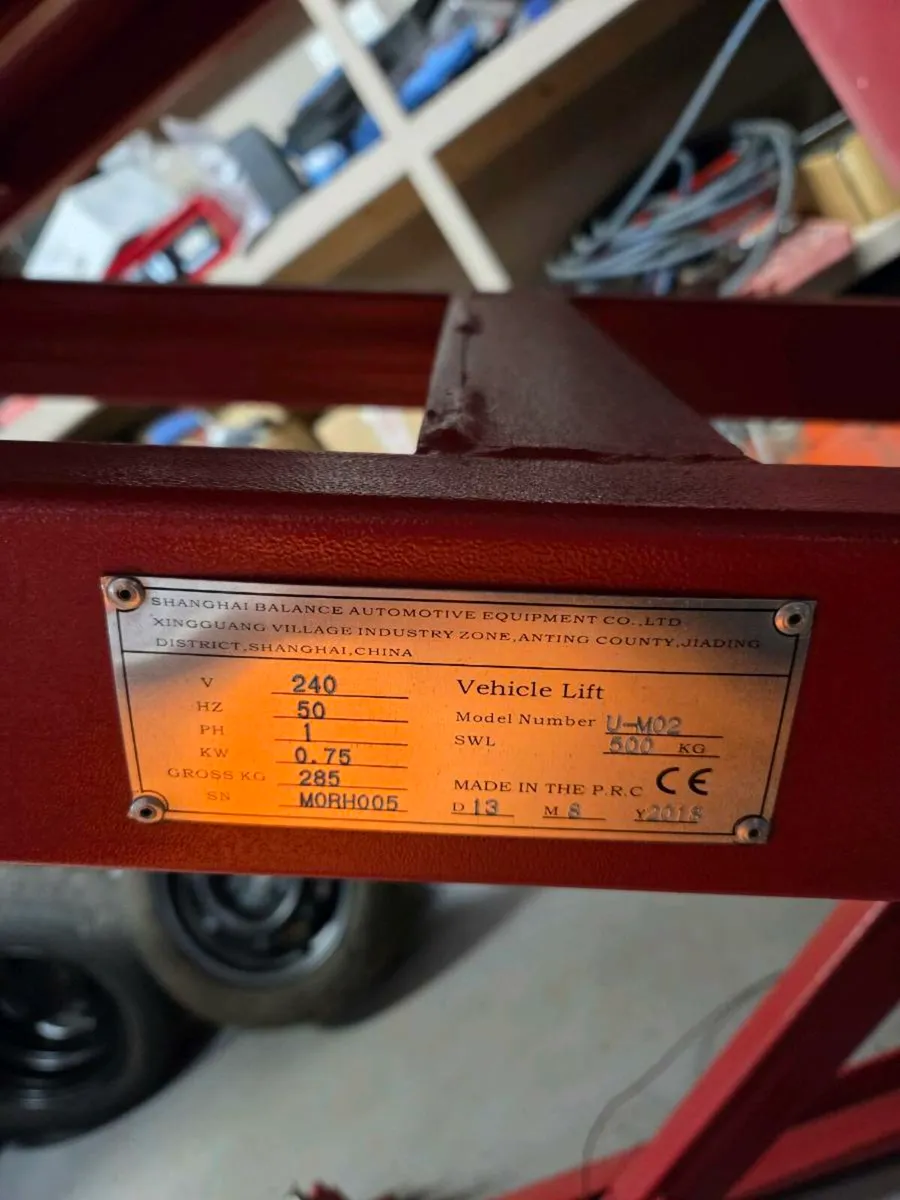 SHANGHAI BALANCE AUTOMOTIVE EQUIPMENT CO.,LTD
XINGGUANG VILLAGE INDUSTRY ZONE,ANTING COUNTY,JIADING
DISTRICT,SHANGHAI,CHINA
V 240
HZ 50
PH 1
KW 0.75
GROSS KG 285
SN MORH005
Vehicle Lift
Model Number U-M02
SWL 500 KG
MADE IN THE P.R.C CE
D 13 M 8 Y 2018